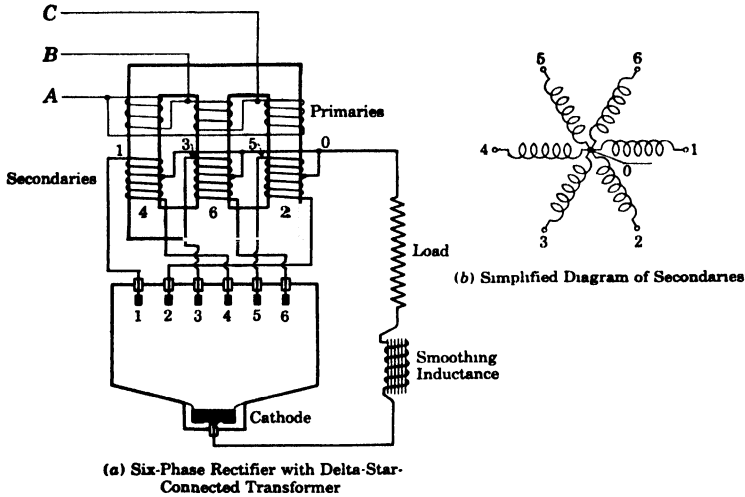 C
B
A
Primaries
1
3
5
0
Secondaries
4
6
2
1
2
3
4
5
6
Load
Smoothing
Inductance
Cathode
(a) Six-Phase Rectifier with Delta-Star-
Connected Transformer
5
6
4
1
0
3
2
(b) Simplified Diagram of Secondaries